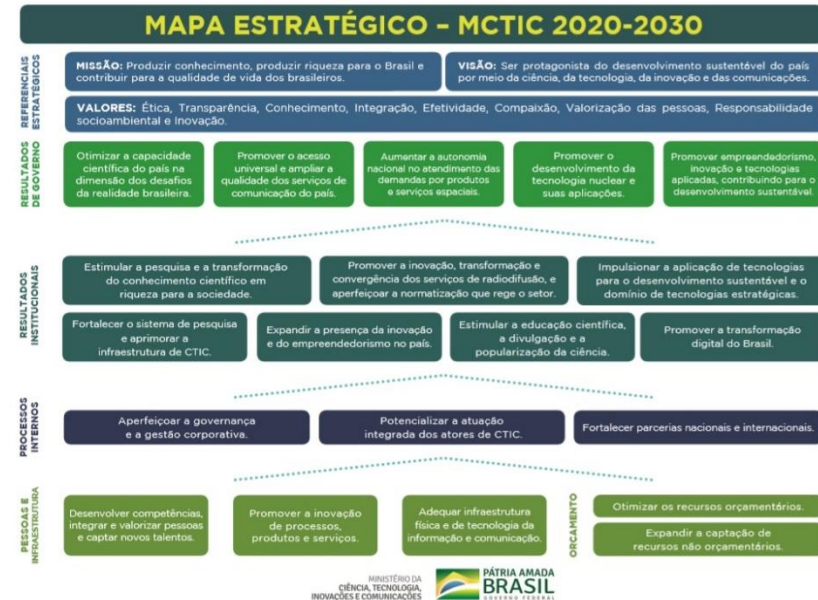 MAPA ESTRATÉGICO – MCTIC 2020-2030
REFERENCIAIS
ESTRATÉGICOS
MISSÃO: Produzir conhecimento, produzir riqueza para o Brasil e
contribuir para a qualidade de vida dos brasileiros.
VISÃO: Ser protagonista do desenvolvimento sustentável do país
por meio da ciência, da tecnologia, da inovação e das comunicações.
VALORES: Ética, Transparência, Conhecimento, Integração, Efetividade, Compaixão, Valorização das pessoas, Responsabilidade
socioambiental e Inovação.
RESULTADOS
DE GOVERNO
Otimizar a capacidade
científica do país na
dimensão dos desafios
da realidade brasileira.
Promover o acesso
universal e ampliar a
qualidade dos serviços de
comunicação do país.
Aumentar a autonomia
nacional no atendimento das
demandas por produtos
e serviços espaciais.
Promover o
desenvolvimento da
tecnologia nuclear e
suas aplicações.
Promover empreendedorismo,
inovação e tecnologias
aplicadas, contribuindo para o
desenvolvimento sustentável.
RESULTADOS
INSTITUCIONAIS
Estimular a pesquisa e a transformação
do conhecimento científico em
riqueza para a sociedade.
Promover a inovação, transformação e
convergência dos serviços de radiodifusão, e
aperfeiçoar a normatização que rege o setor.
Impulsionar a aplicação de tecnologias
para o desenvolvimento sustentável e o
domínio de tecnologias estratégicas.
Fortalecer o sistema de pesquisa
e aprimorar a
infraestrutura de CTIC.
Expandir a presença da inovação
e do empreendedorismo no país.
Estimular a educação científica,
a divulgação e a
popularização da ciência.
Promover a transformação
digital do Brasil.
PROCESSOS
INTERNOS
Aperfeiçoar a governança
e a gestão corporativa.
Potencializar a atuação
integrada dos atores de CTIC.
Fortalecer parcerias nacionais e internacionais.
PESSOAS E
INFRAESTRUTURA
Desenvolver competências,
integrar e valorizar pessoas
e captar novos talentos.
Promover a inovação
de processos,
produtos e serviços.
Adequar infraestrutura
física e de tecnologia da
informação e comunicação.
ORÇAMENTO
Otimizar os recursos orçamentários.
Expandir a captação de
recursos não orçamentários.
MINISTÉRIO DA
CIÊNCIA, TECNOLOGIA,
INOVAÇÕES E COMUNICAÇÕES
PÁTRIA AMADA
BRASIL
GOVERNO FEDERAL